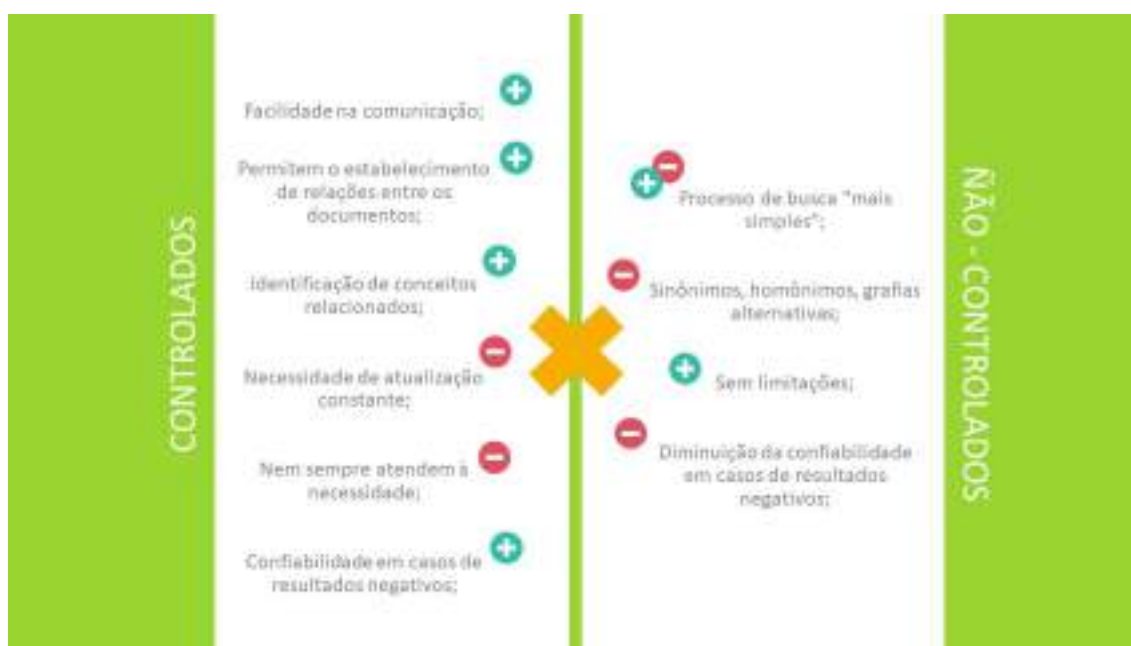 CONTROLADOS
Facilidade na comunicação;
Permitem o estabelecimento
de relações entre os
documentos;
Identificação de conceitos
relacionados;
Necessidade de atualização
constante;
Nem sempre atendem à
necessidade;
Confiabilidade em casos de
resultados negativos;
Processo de busca "mais
simples";
Sinônimos, homônimos, grafias
alternativas;
Sem limitações;
Diminuição da confiabilidade
em casos de resultados
negativos;
NÃO - CONTROLADOS